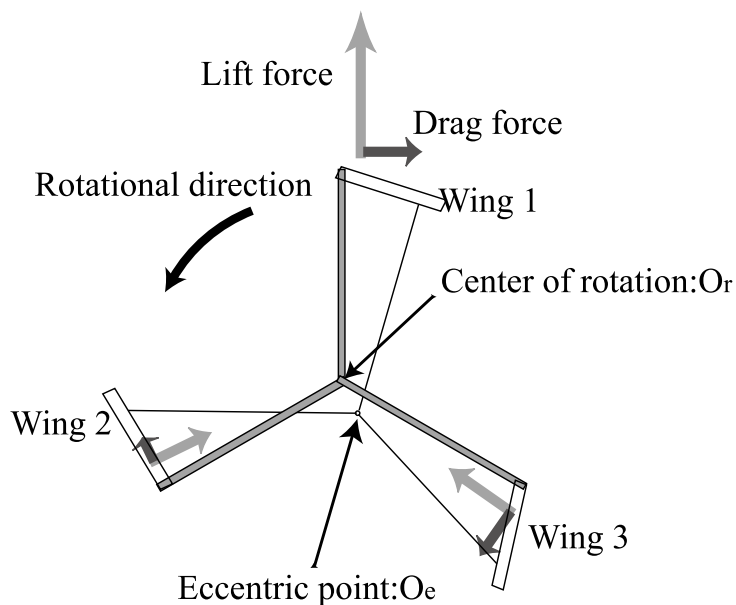 Lift force
Drag force
Rotational direction
Wing 1
Center of rotation:Or
Wing 2
Wing 3
Eccentric point:Oe